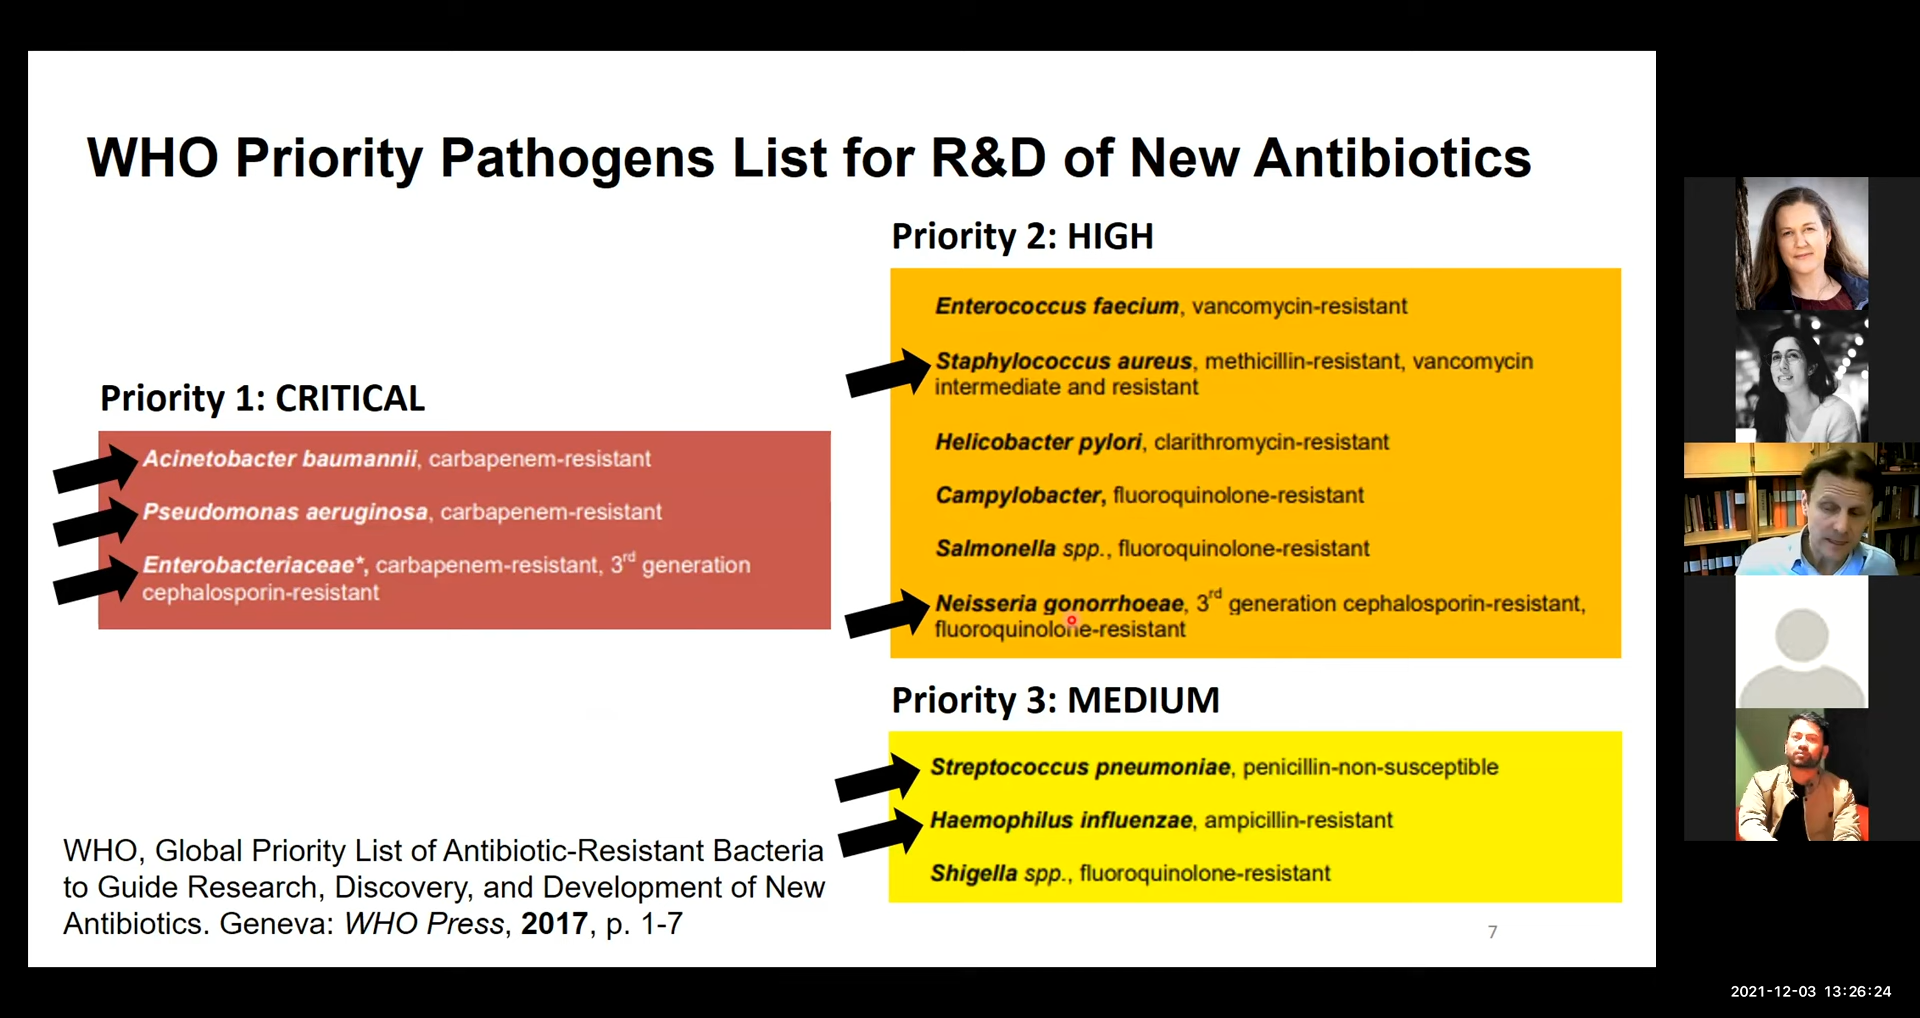 WHO Priority Pathogens List for R&D of New Antibiotics
Priority 1: CRITICAL
Acinetobacter baumannii, carbapenem-resistant
Pseudomonas aeruginosa, carbapenem-resistant
Enterobacteriaceae*, carbapenem-resistant, 3rd generation
cephalosporin-resistant
Priority 2: HIGH
Enterococcus faecium, vancomycin-resistant
Staphylococcus aureus, methicillin-resistant, vancomycin
intermediate and resistant
Helicobacter pylori, clarithromycin-resistant
Campylobacter, fluoroquinolone-resistant
Salmonella spp., fluoroquinolone-resistant
Neisseria gonorrhoeae, 3rd generation cephalosporin-resistant,
fluoroquinolone-resistant
Priority 3: MEDIUM
Streptococcus pneumoniae, penicillin-non-susceptible
Haemophilus influenzae, ampicillin-resistant
Shigella spp., fluoroquinolone-resistant
WHO, Global Priority List of Antibiotic-Resistant Bacteria
to Guide Research, Discovery, and Development of New
Antibiotics. Geneva: WHO Press, 2017, p. 1-7
7
2021-12-03 13:26:24